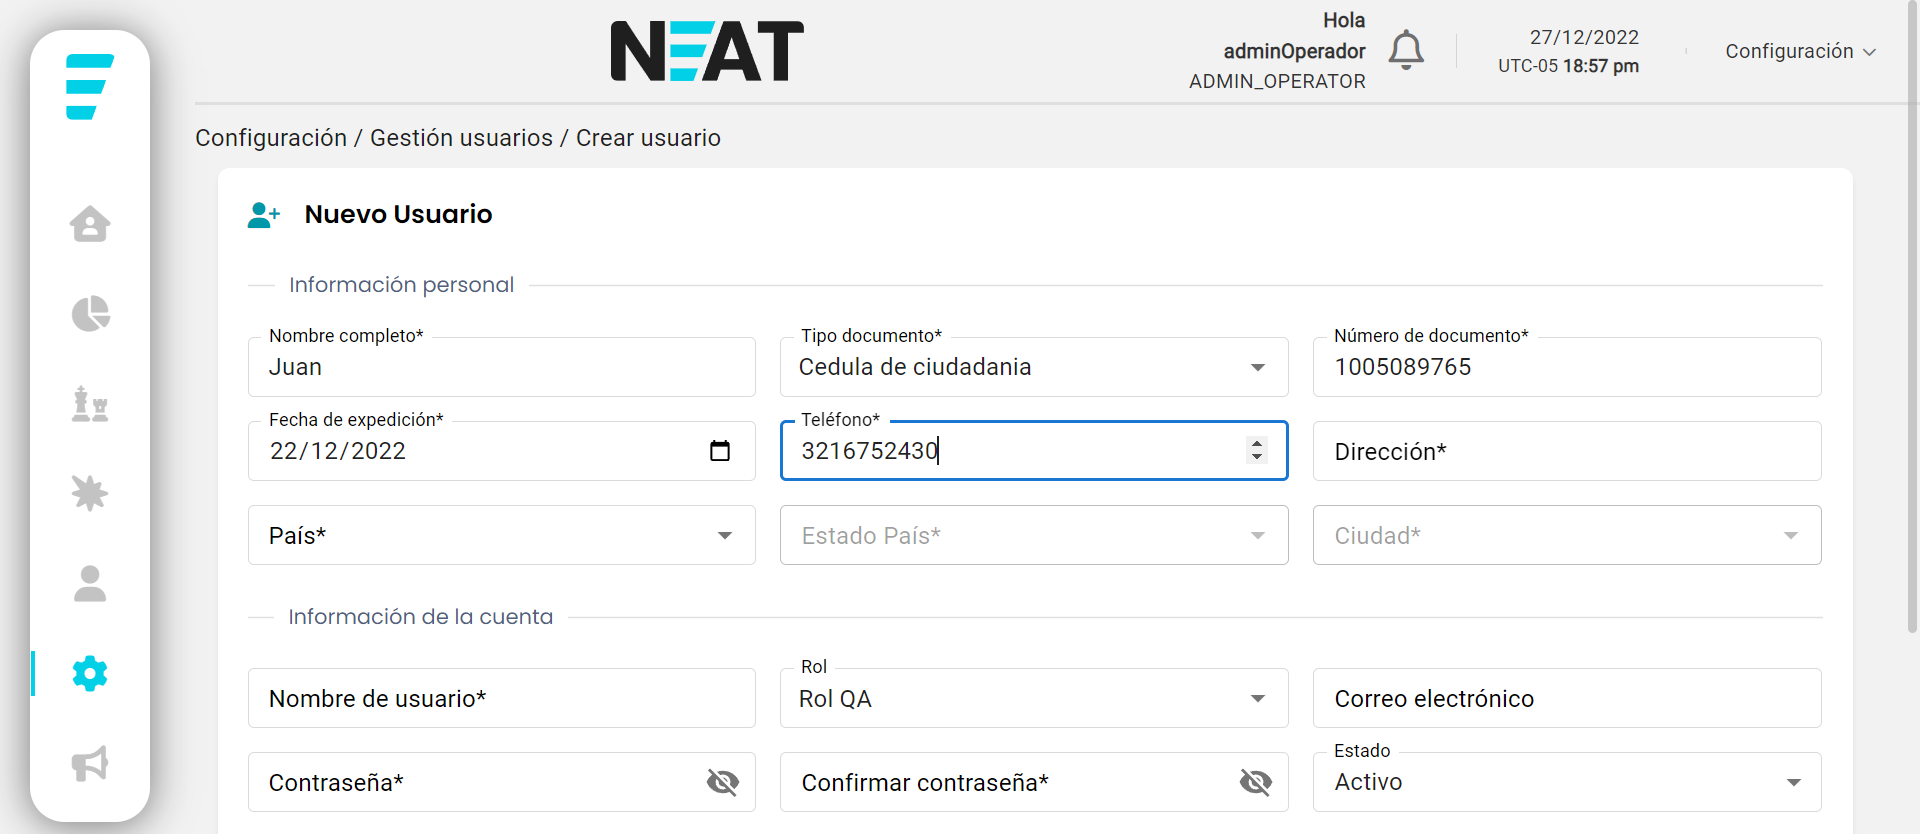 NEAT
Hola
adminOperador
ADMIN_OPERATOR
27/12/2022
UTC-05 18:57 pm
Configuración
Configuración / Gestión usuarios / Crear usuario
Nuevo Usuario
Información personal
Nombre completo*
Juan
Tipo documento*
Cedula de ciudadania
Número de documento*
1005089765
Fecha de expedición*
22/12/2022
Teléfono*
3216752430
Dirección*
País*
Estado País*
Ciudad*
Información de la cuenta
Nombre de usuario*
Rol
Rol QA
Correo electrónico
Contraseña*
Confirmar contraseña*
Estado
Activo